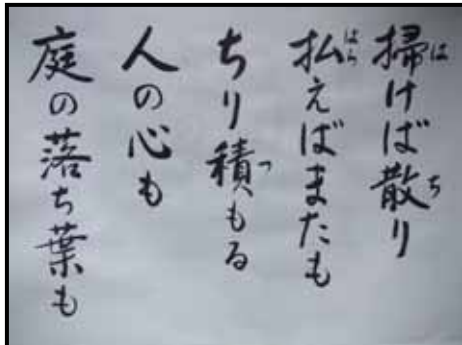 掃けば散り
払えばまたも
ちり積もる
人の心も
庭の落ち葉も